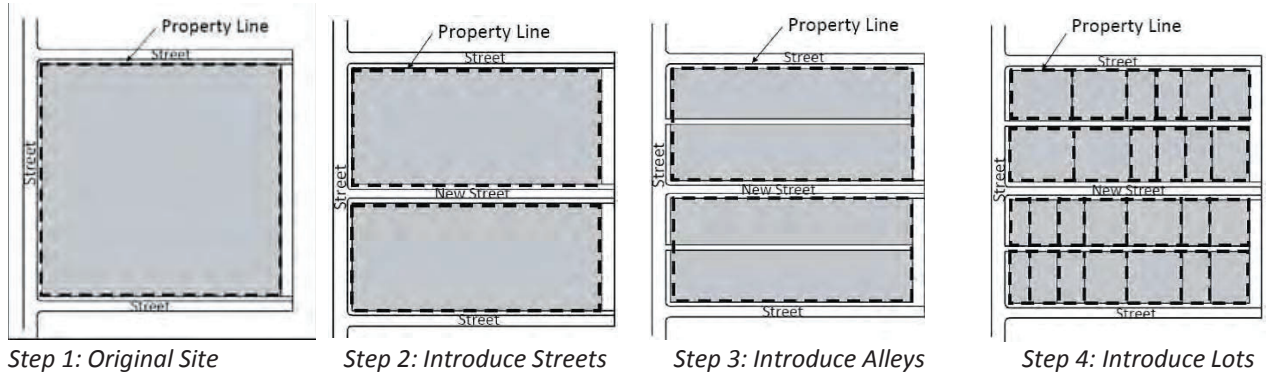 Property Line
Street
Street
Street
Step 1: Original Site
Property Line
Street
Street
New Street
Street
Step 2: Introduce Streets
Property Line
Street
Street
New Street
Street
Step 3: Introduce Alleys
Property Line
Street
Street
New Street
Street
Step 4: Introduce Lots